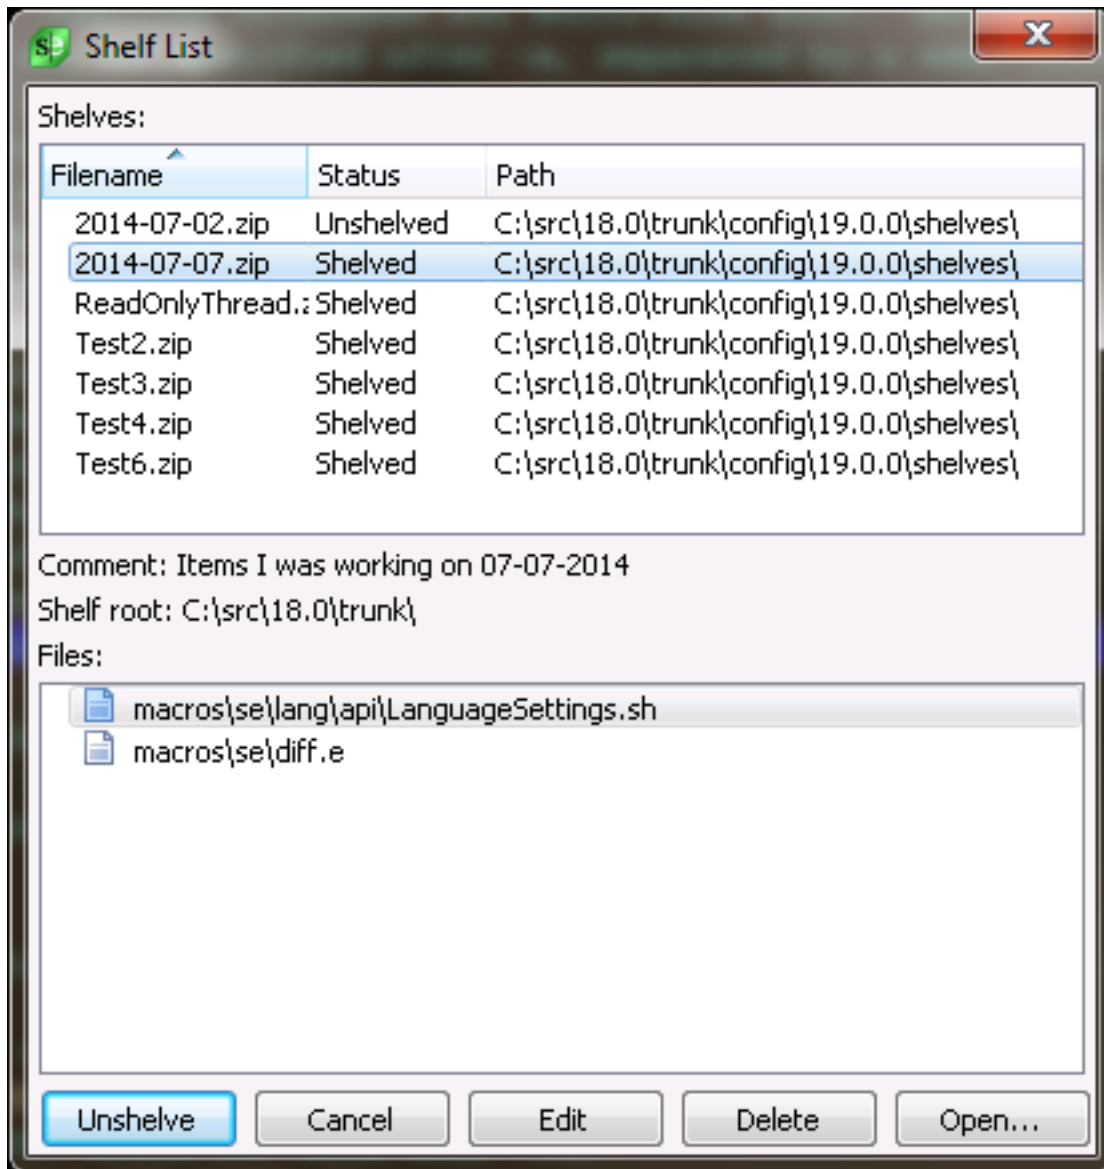 Se Shelf List
Shelves:
Filename Status Path
2014-07-02.zip Unshelved C:\src\18.0\trunk\config\19.0.0\shelves\
2014-07-07.zip Shelved C:\src\18.0\trunk\config\19.0.0\shelves\
ReadOnlyThread.z Shelved C:\src\18.0\trunk\config\19.0.0\shelves\
Test2.zip Shelved C:\src\18.0\trunk\config\19.0.0\shelves\
Test3.zip Shelved C:\src\18.0\trunk\config\19.0.0\shelves\
Test4.zip Shelved C:\src\18.0\trunk\config\19.0.0\shelves\
Test6.zip Shelved C:\src\18.0\trunk\config\19.0.0\shelves\
Comment: Items I was working on 07-07-2014
Shelf root: C:\src\18.0\trunk\
Files:
macros\se\lang\api\LanguageSettings.sh
macros\se\diff.e
Unshelve Cancel Edit Delete Open...